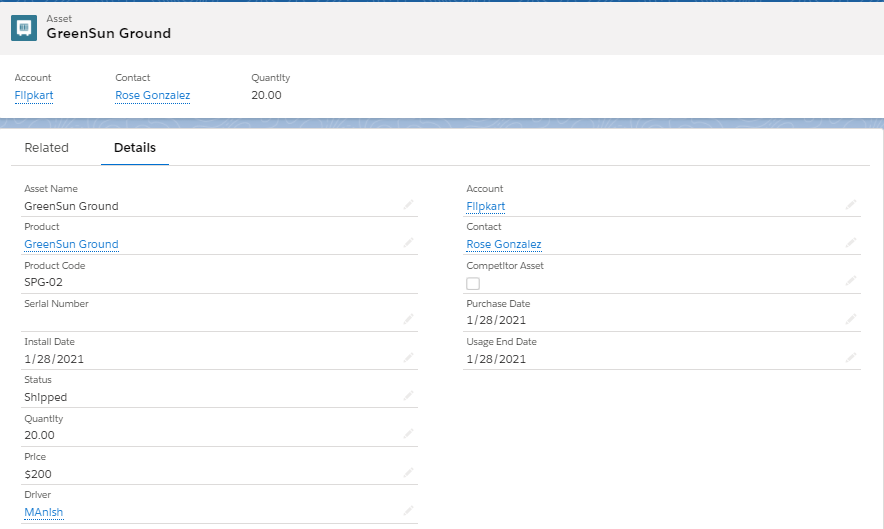 Asset
GreenSun Ground
Account
Flipkart
Contact
Rose Gonzalez
Quantity
20.00
Related
Details
Asset Name
GreenSun Ground
Product
GreenSun Ground
Product Code
SPG-02
Serial Number
Install Date
1/28/2021
Status
Shipped
Quantity
20.00
Price
$200
Driver
MAnish
Account
Flipkart
Contact
Rose Gonzalez
Competitor Asset
Purchase Date
1/28/2021
Usage End Date
1/28/2021